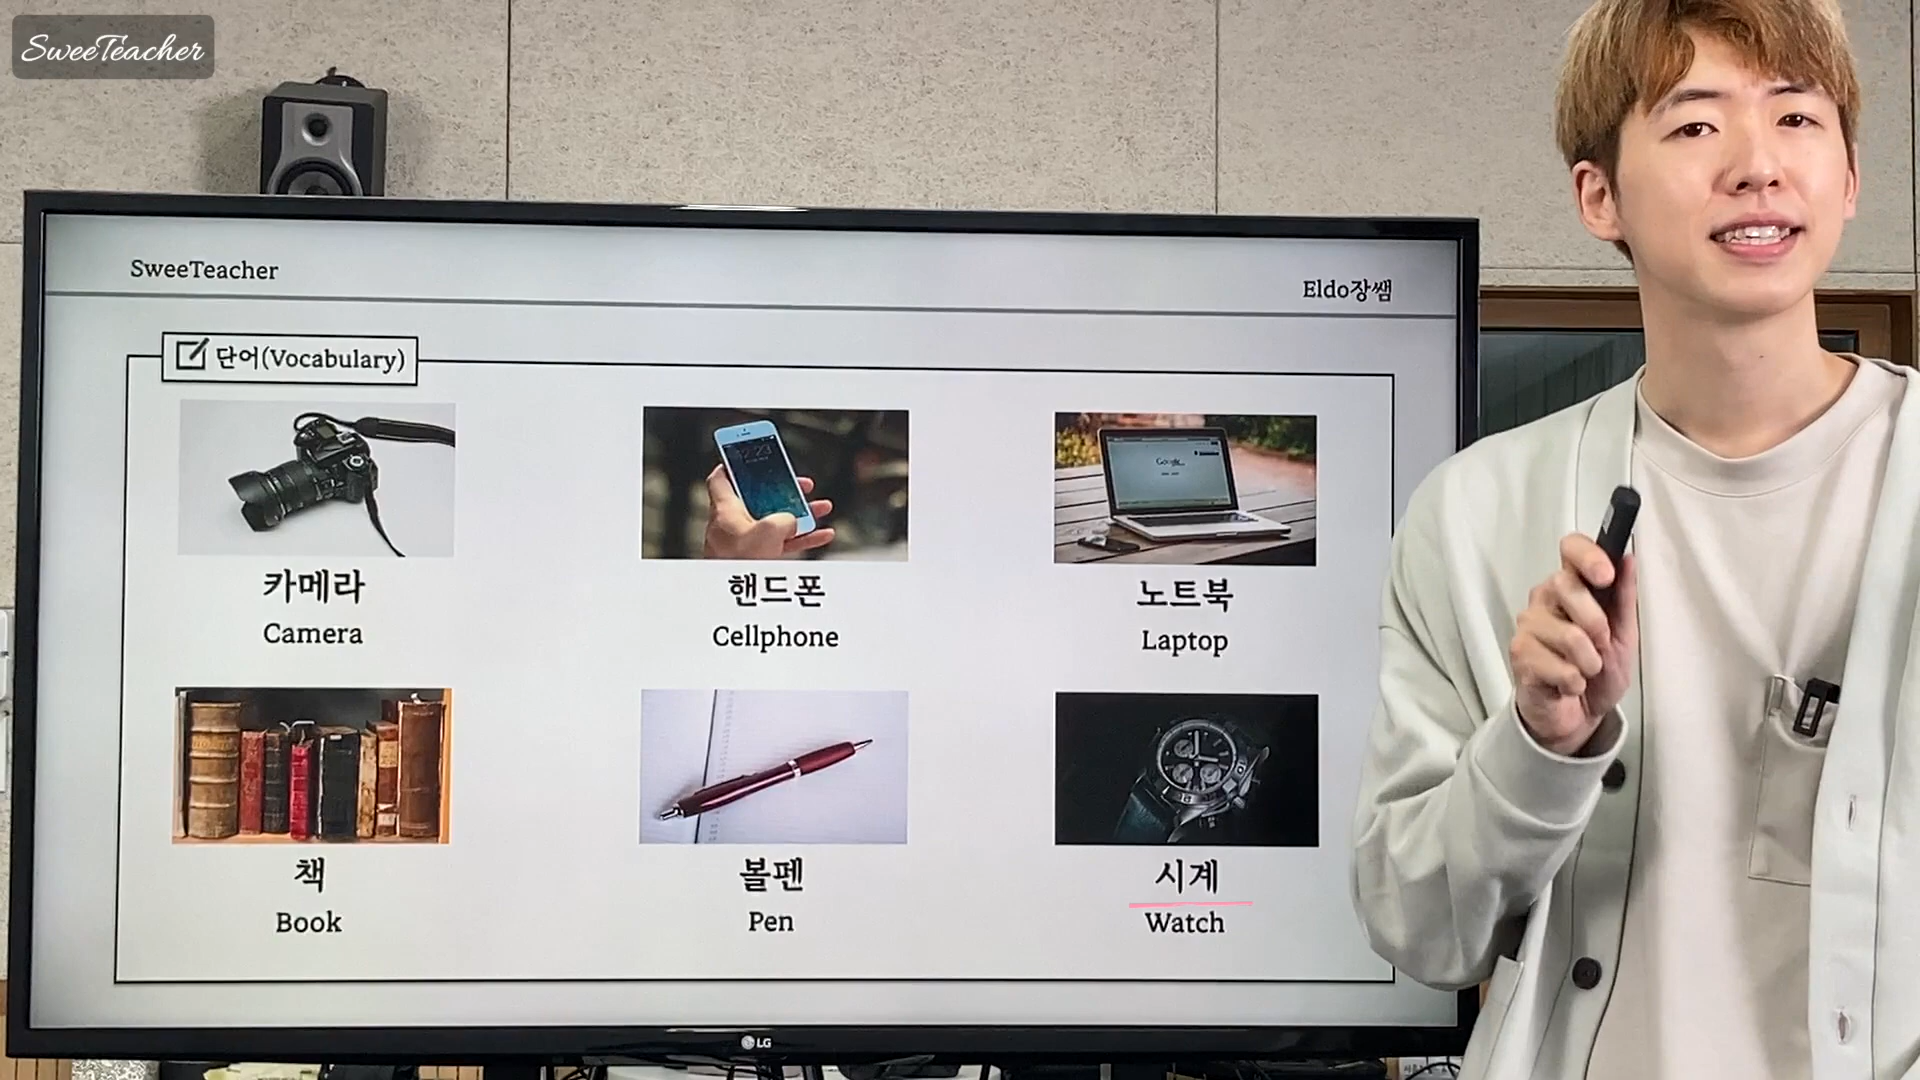 SweeTeacher
SweeTeacher
Eldo장쌤
단어(Vocabulary)
카메라
Camera
핸드폰
Cellphone
노트북
Laptop
책
Book
볼펜
Pen
시계
Watch
LG